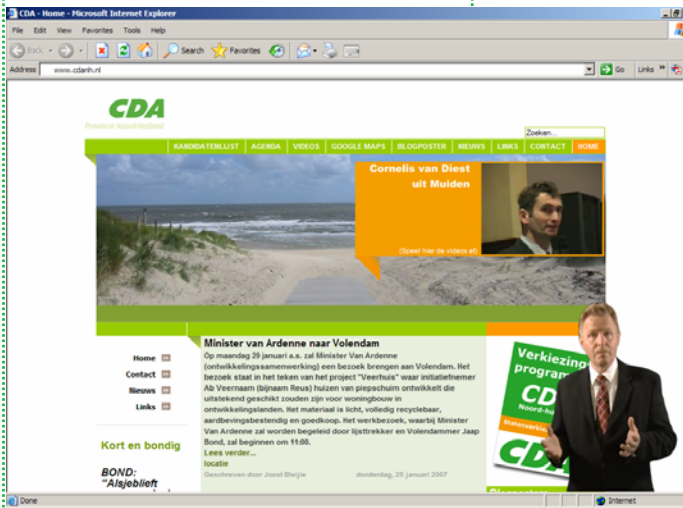 CDA - Home - Microsoft Internet Explorer
File Edit View Favorites Tools Help
Back Search Favorites
Address www.cdanh.nl Go Links
CDA
Provincie Noord-Holland
Zoeken...
KANDIDATENLIJST AGENDA VIDEOS GOOGLE MAPS BLOGPOSTER NIEUWS LINKS CONTACT HOME
Cornelis van Diest
uit Muiden
(Speel hier de videos af)
Minister van Ardenne naar Volendam
Op maandag 29 januari a.s. zal Minister Van Ardenne
(ontwikkelingssamenwerking) een bezoek brengen aan Volendam. Het
bezoek staat in het teken van het project "Veerhuis" waar initiatiefnemer
Ab Veernaam (bijnaam Reus) huizen van piepschuim ontwikkelt die
uitstekend geschikt zouden zijn voor woningbouw in
ontwikkelingslanden. Het materiaal is licht, volledig recyclebaar,
aardbevingsbestendig en goedkoop. Het werkbezoek, waarbij Minister
Van Ardenne zal worden begeleid door lijsttrekker en Volendammer Jaap
Bond, zal beginnen om 11:00.
Lees verder...
locatie
Geschreven door Joost Bleijie donderdag, 25 januari 2007
Home
Contact
Nieuws
Links
Kort en bondig
BOND:
"Alsjeblieft
Verkiezing
program
CD
Noord-ho
Statenverkie
CDA
Done Internet